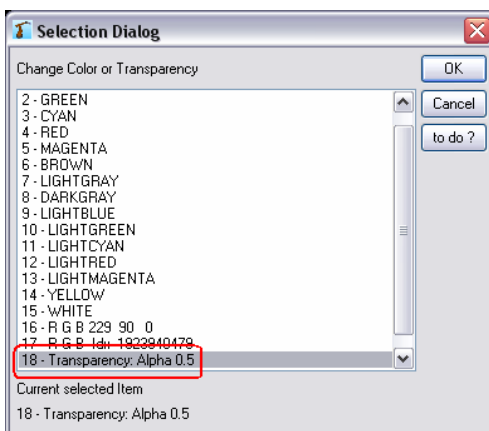 Selection Dialog
Change Color or Transparency
OK
2 - GREEN
Cancel
3 - CYAN
4 - RED
to do ?
5 - MAGENTA
6 - BROWN
7 - LIGHTGRAY
8 - DARKGRAY
9 - LIGHTBLUE
10 - LIGHTGREEN
11 - LIGHTCYAN
12 - LIGHTRED
13 - LIGHTMAGENTA
14 - YELLOW
15 - WHITE
16 - R G B 229 90 0
17 - R G B 1923940479
18 - Transparency: Alpha 0.5
Current selected Item
18 - Transparency: Alpha 0.5